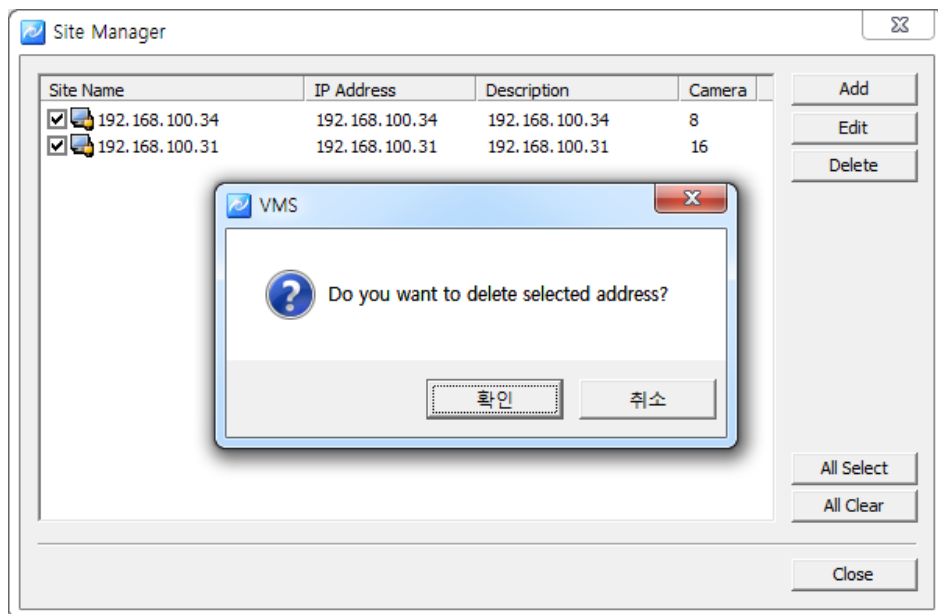 Site Manager
Site Name IP Address Description Camera
192.168.100.34 192.168.100.34 192.168.100.34 8
192.168.100.31 192.168.100.31 192.168.100.31 16
Add
Edit
Delete
VMS
Do you want to delete selected address?
확인 취소
All Select
All Clear
Close